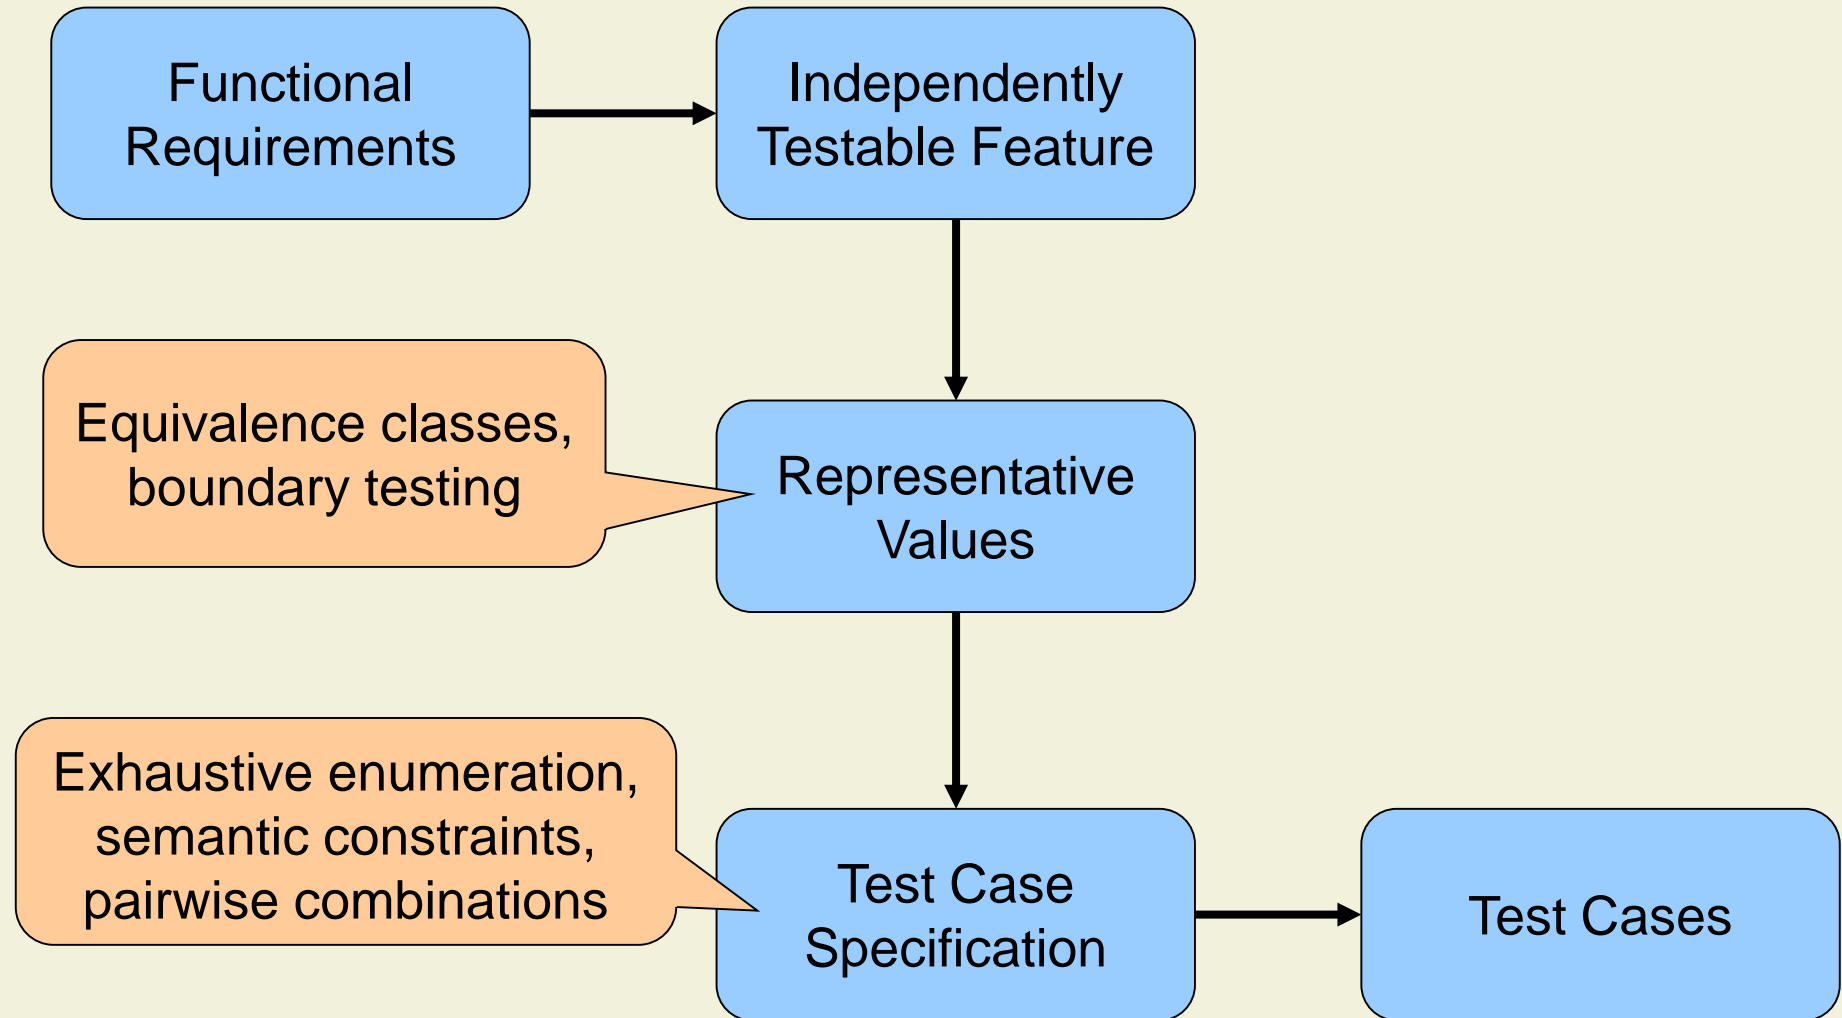 Functional
Requirements
Independently
Testable Feature
Equivalence classes,
boundary testing
Representative
Values
Exhaustive enumeration,
semantic constraints,
pairwise combinations
Test Case
Specification
Test Cases